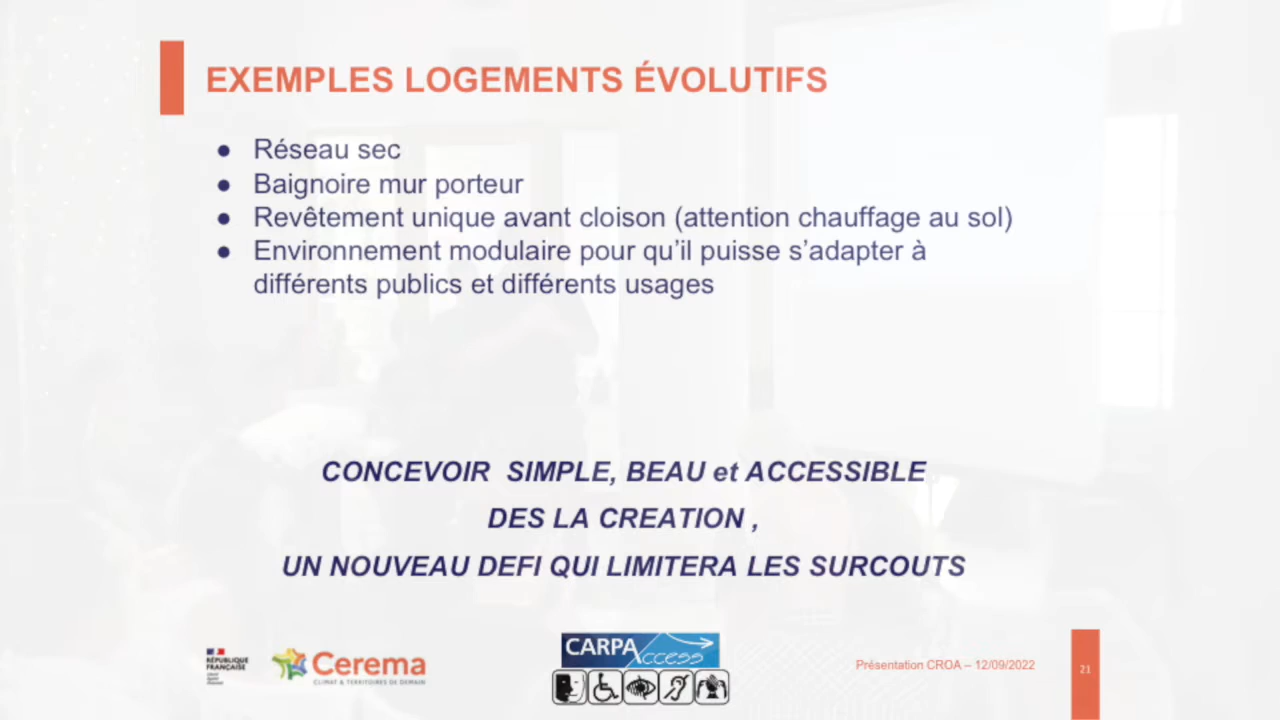 EXEMPLES LOGEMENTS ÉVOLUTIFS
● Réseau sec
● Baignoire mur porteur
● Revêtement unique avant cloison (attention chauffage au sol)
● Environnement modulaire pour qu’il puisse s’adapter à
différents publics et différents usages
CONCEVOIR SIMPLE, BEAU et ACCESSIBLE
DES LA CREATION ,
UN NOUVEAU DEFI QUI LIMITERA LES SURCOUTS
RÉPUBLIQUE
FRANÇAISE
Cerema
CLIMAT & TERRITOIRES DE DEMAIN
CARPA
Access
Présentation CROA – 12/09/2022
21